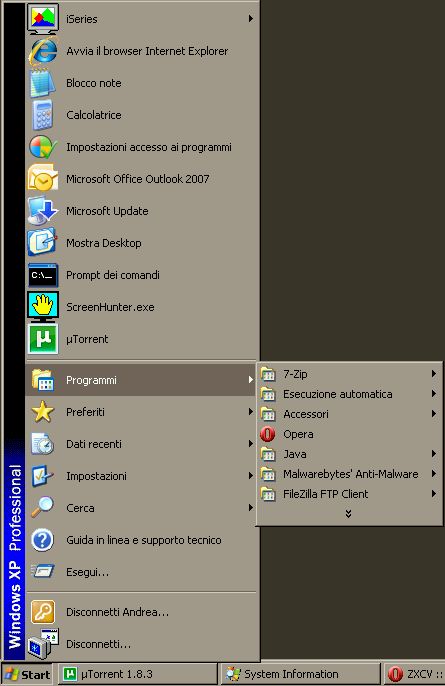 iSeries
Avvia il browser Internet Explorer
Blocco note
Calcolatrice
Impostazioni accesso ai programmi
Microsoft Office Outlook 2007
Microsoft Update
Mostra Desktop
C:\_
Prompt dei comandi
ScreenHunter.exe
µ
µTorrent
Programmi
Preferiti
Dati recenti
Impostazioni
Cerca
Guida in linea e supporto tecnico
Esegui...
Disconnetti Andrea...
Disconnetti...
7-Zip
Esecuzione automatica
Accessori
Opera
Java
Malwarebytes' Anti-Malware
FileZilla FTP Client
Windows XP Professional
Start
µ
µTorrent 1.8.3
System Information
ZXCV ::